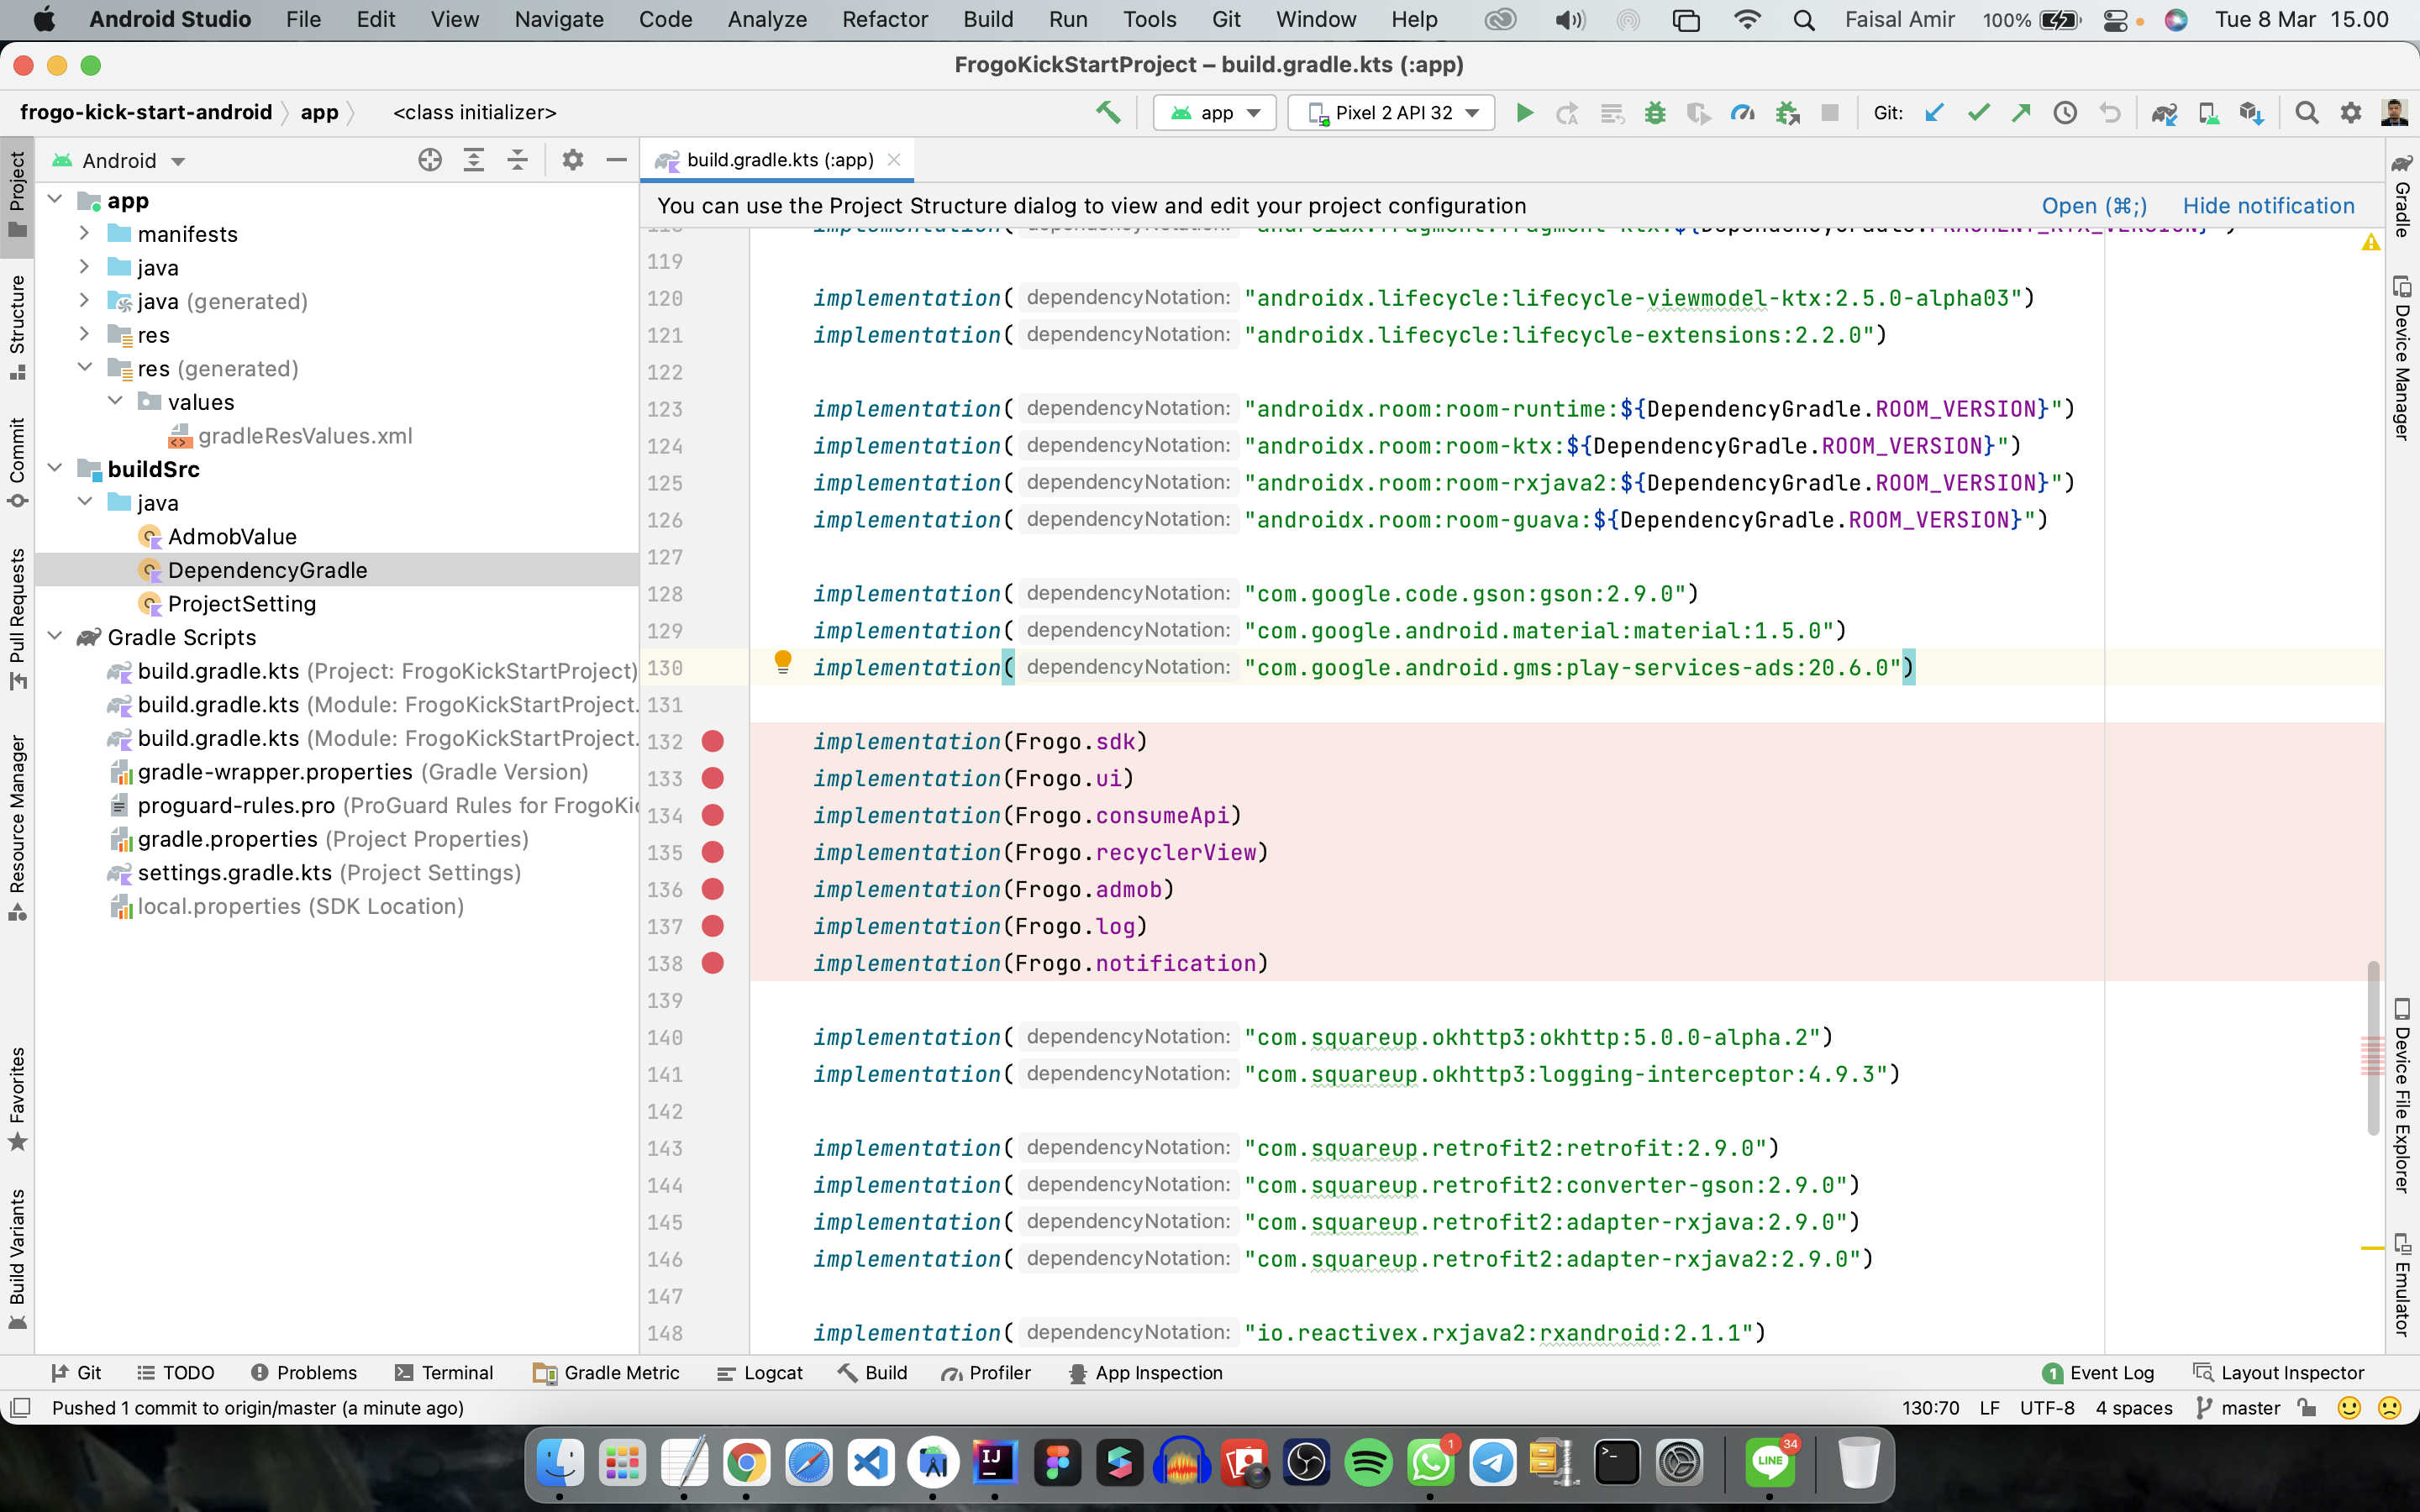 Android Studio File Edit View Navigate Code Analyze Refactor Build Run Tools Git Window Help Faisal Amir 100% Tue 8 Mar 15.00
FrogoKickStartProject – build.gradle.kts (:app)
frogo-kick-start-android app <class initializer> app Pixel 2 API 32 Git:
Android build.gradle.kts (:app)
You can use the Project Structure dialog to view and edit your project configuration Open (⌘;) Hide notification
Project
Structure
Commit
Pull Requests
Resource Manager
Favorites
Build Variants
app
manifests
java
java (generated)
res
res (generated)
values
gradleResValues.xml
buildSrc
java
AdmobValue
DependencyGradle
ProjectSetting
Gradle Scripts
build.gradle.kts (Project: FrogoKickStartProject)
build.gradle.kts (Module: FrogoKickStartProject.
build.gradle.kts (Module: FrogoKickStartProject.
gradle-wrapper.properties (Gradle Version)
proguard-rules.pro (ProGuard Rules for FrogoKic
gradle.properties (Project Properties)
settings.gradle.kts (Project Settings)
local.properties (SDK Location)
118 implementation( dependencyNotation: "androidx.fragment:fragment-ktx:${DependencyGradle.FRAGMENT_KTX_VERSION}")
119
120 implementation( dependencyNotation: "androidx.lifecycle:lifecycle-viewmodel-ktx:2.5.0-alpha03")
121 implementation( dependencyNotation: "androidx.lifecycle:lifecycle-extensions:2.2.0")
122
123 implementation( dependencyNotation: "androidx.room:room-runtime:${DependencyGradle.ROOM_VERSION}")
124 implementation( dependencyNotation: "androidx.room:room-ktx:${DependencyGradle.ROOM_VERSION}")
125 implementation( dependencyNotation: "androidx.room:room-rxjava2:${DependencyGradle.ROOM_VERSION}")
126 implementation( dependencyNotation: "androidx.room:room-guava:${DependencyGradle.ROOM_VERSION}")
127
128 implementation( dependencyNotation: "com.google.code.gson:gson:2.9.0")
129 implementation( dependencyNotation: "com.google.android.material:material:1.5.0")
130 implementation( dependencyNotation: "com.google.android.gms:play-services-ads:20.6.0")
131
132 implementation(Frogo.sdk)
133 implementation(Frogo.ui)
134 implementation(Frogo.consumeApi)
135 implementation(Frogo.recyclerView)
136 implementation(Frogo.admob)
137 implementation(Frogo.log)
138 implementation(Frogo.notification)
139
140 implementation( dependencyNotation: "com.squareup.okhttp3:okhttp:5.0.0-alpha.2")
141 implementation( dependencyNotation: "com.squareup.okhttp3:logging-interceptor:4.9.3")
142
143 implementation( dependencyNotation: "com.squareup.retrofit2:retrofit:2.9.0")
144 implementation( dependencyNotation: "com.squareup.retrofit2:converter-gson:2.9.0")
145 implementation( dependencyNotation: "com.squareup.retrofit2:adapter-rxjava:2.9.0")
146 implementation( dependencyNotation: "com.squareup.retrofit2:adapter-rxjava2:2.9.0")
147
148 implementation( dependencyNotation: "io.reactivex.rxjava2:rxandroid:2.1.1")
Gradle
Device Manager
Device File Explorer
Emulator
Git TODO Problems Terminal Gradle Metric Logcat Build Profiler App Inspection 1 Event Log Layout Inspector
Pushed 1 commit to origin/master (a minute ago) 130:70 LF UTF-8 4 spaces master
IJ 1 LINE 34